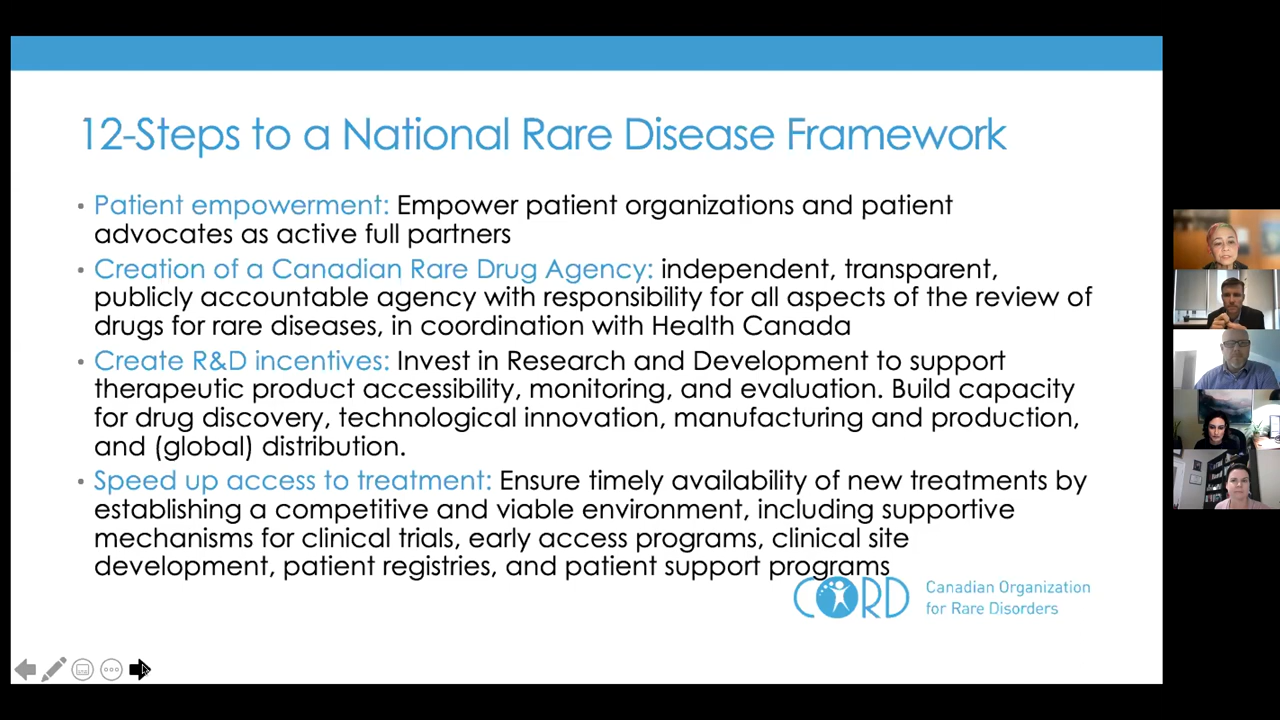 12-Steps to a National Rare Disease Framework
• Patient empowerment: Empower patient organizations and patient
advocates as active full partners
• Creation of a Canadian Rare Drug Agency: independent, transparent,
publicly accountable agency with responsibility for all aspects of the review of
drugs for rare diseases, in coordination with Health Canada
• Create R&D incentives: Invest in Research and Development to support
therapeutic product accessibility, monitoring, and evaluation. Build capacity
for drug discovery, technological innovation, manufacturing and production,
and (global) distribution.
• Speed up access to treatment: Ensure timely availability of new treatments by
establishing a competitive and viable environment, including supportive
mechanisms for clinical trials, early access programs, clinical site
development, patient registries, and patient support programs
CORD
Canadian Organization
for Rare Disorders